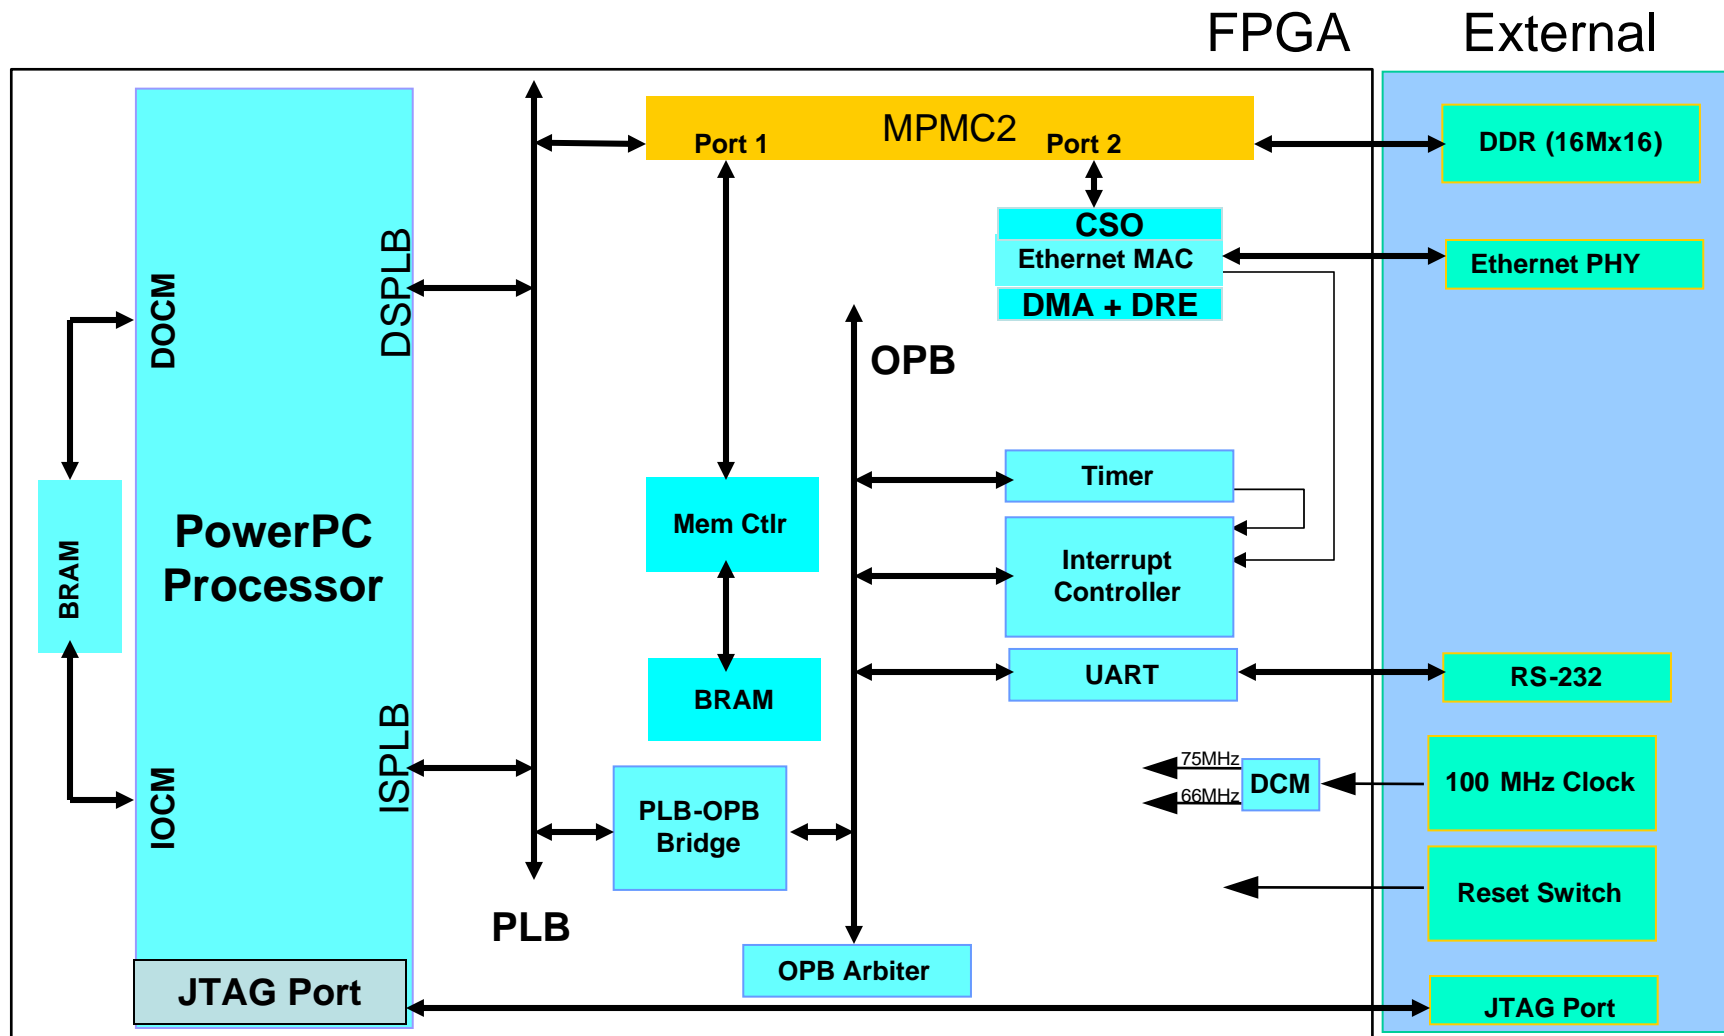 FPGA
External
MPMC2
Port 1
Port 2
DDR (16Mx16)
CSO
Ethernet MAC
DMA + DRE
Ethernet PHY
DSPLB
DOCM
OPB
Timer
Mem Ctlr
PowerPC
Processor
BRAM
Interrupt
Controller
UART
RS-232
BRAM
ISPLB
IOCM
75MHz
66MHz
DCM
100 MHz Clock
PLB-OPB
Bridge
Reset Switch
PLB
OPB Arbiter
JTAG Port
JTAG Port